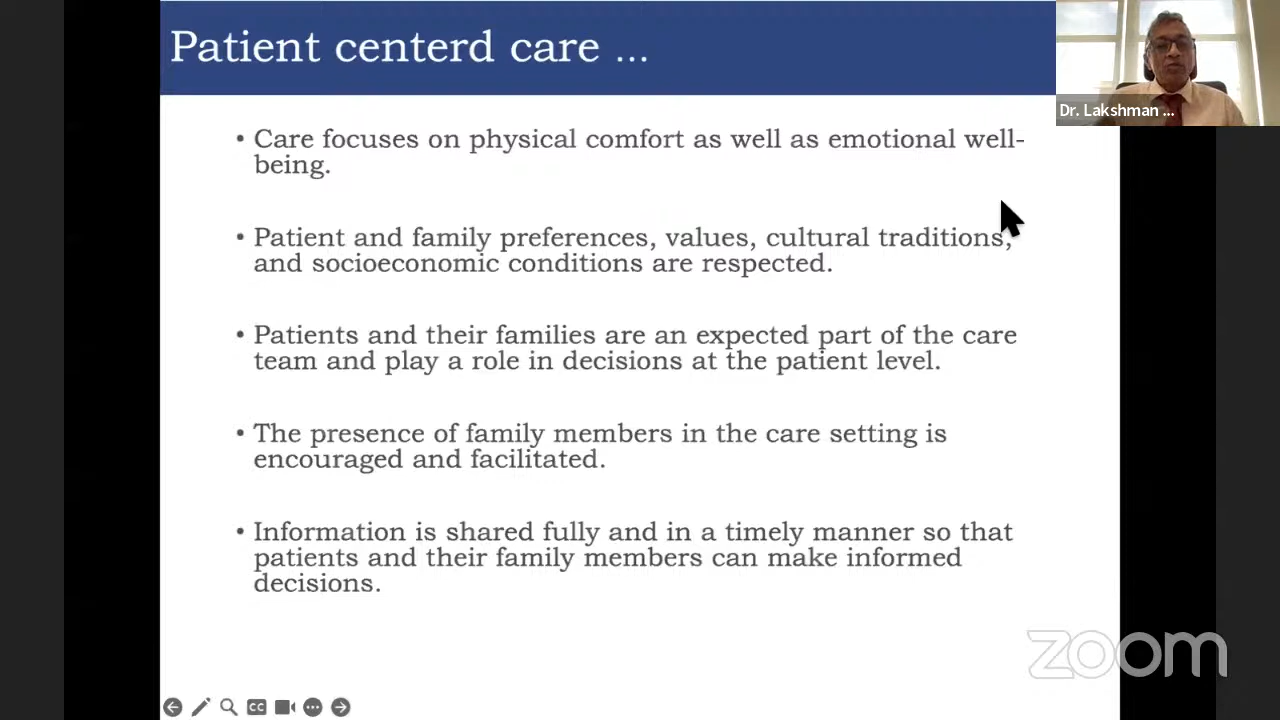 Patient centerd care ...
Dr. Lakshman ...
• Care focuses on physical comfort as well as emotional well-
being.
• Patient and family preferences, values, cultural traditions,
and socioeconomic conditions are respected.
• Patients and their families are an expected part of the care
team and play a role in decisions at the patient level.
• The presence of family members in the care setting is
encouraged and facilitated.
• Information is shared fully and in a timely manner so that
patients and their family members can make informed
decisions.
zoom
CC